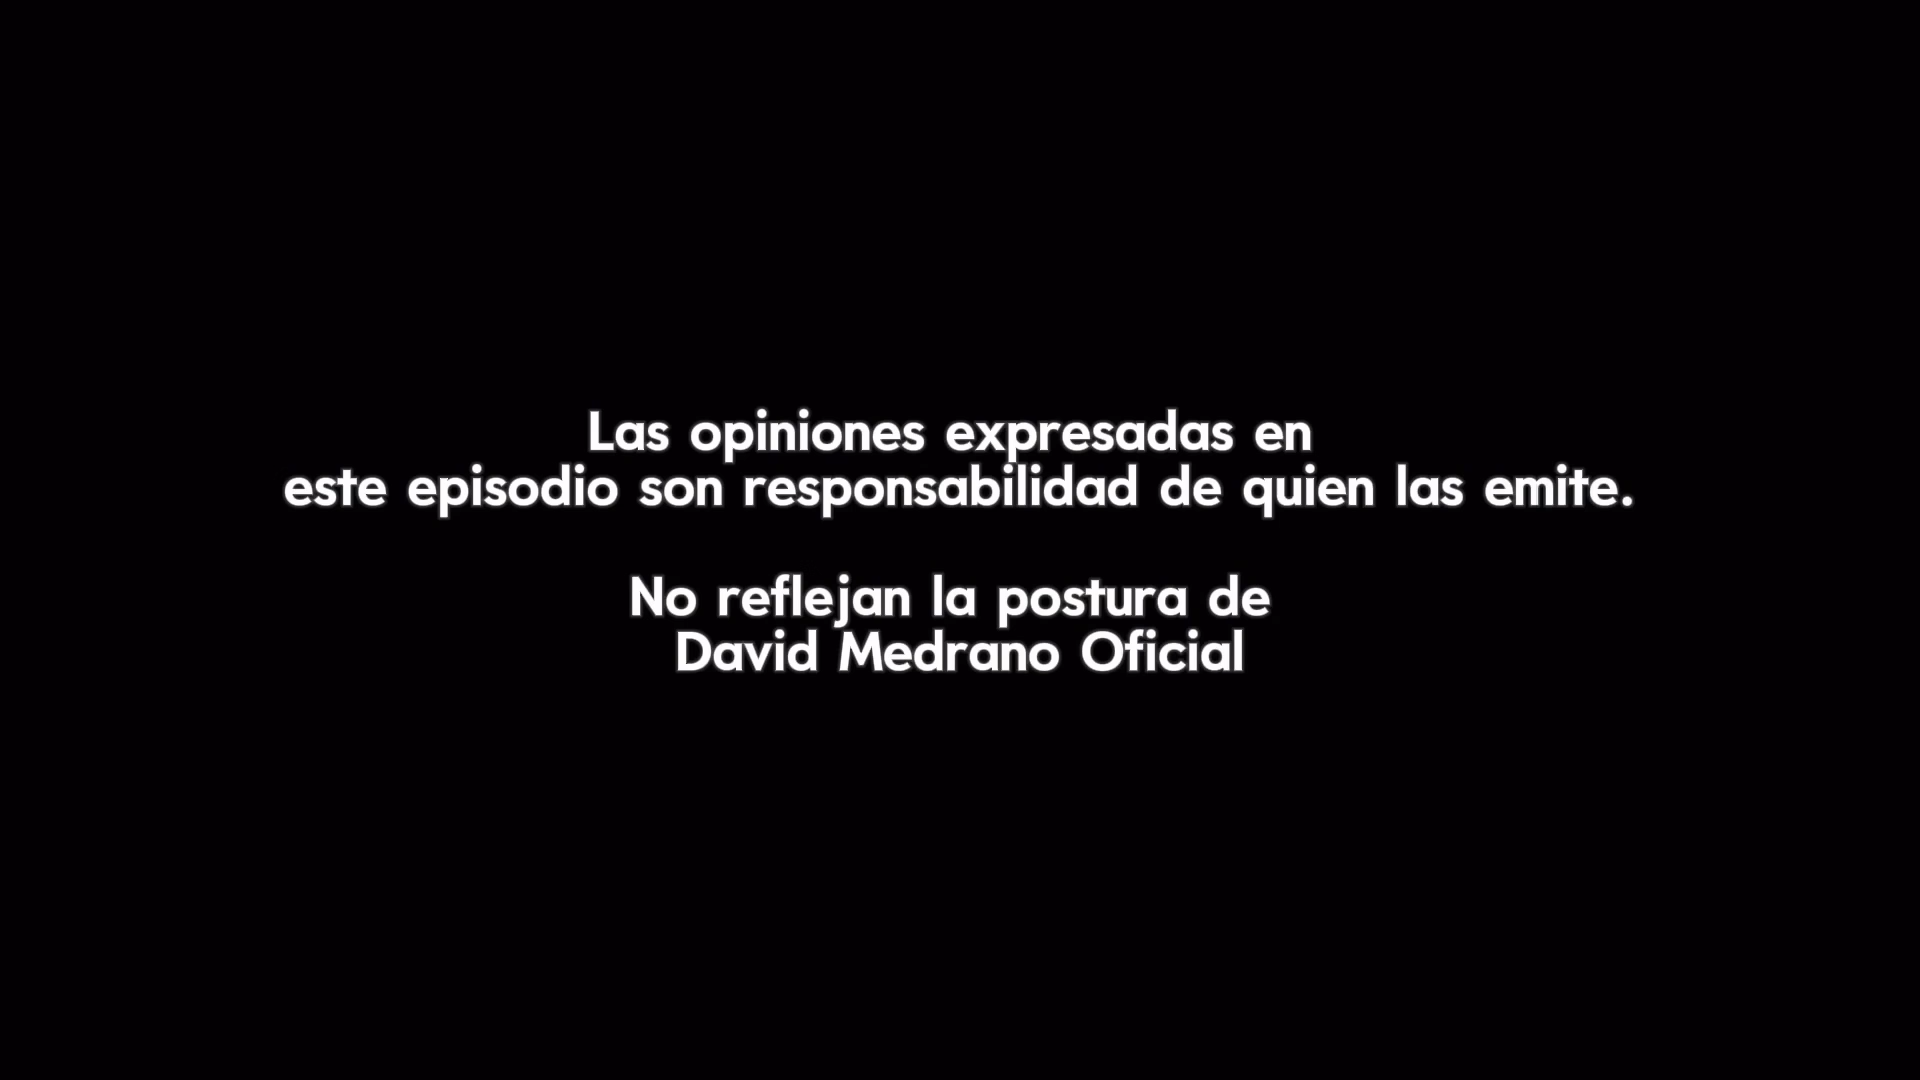 Las opiniones expresadas en
este episodio son responsabilidad de quien las emite.
No reflejan la postura de
David Medrano Oficial